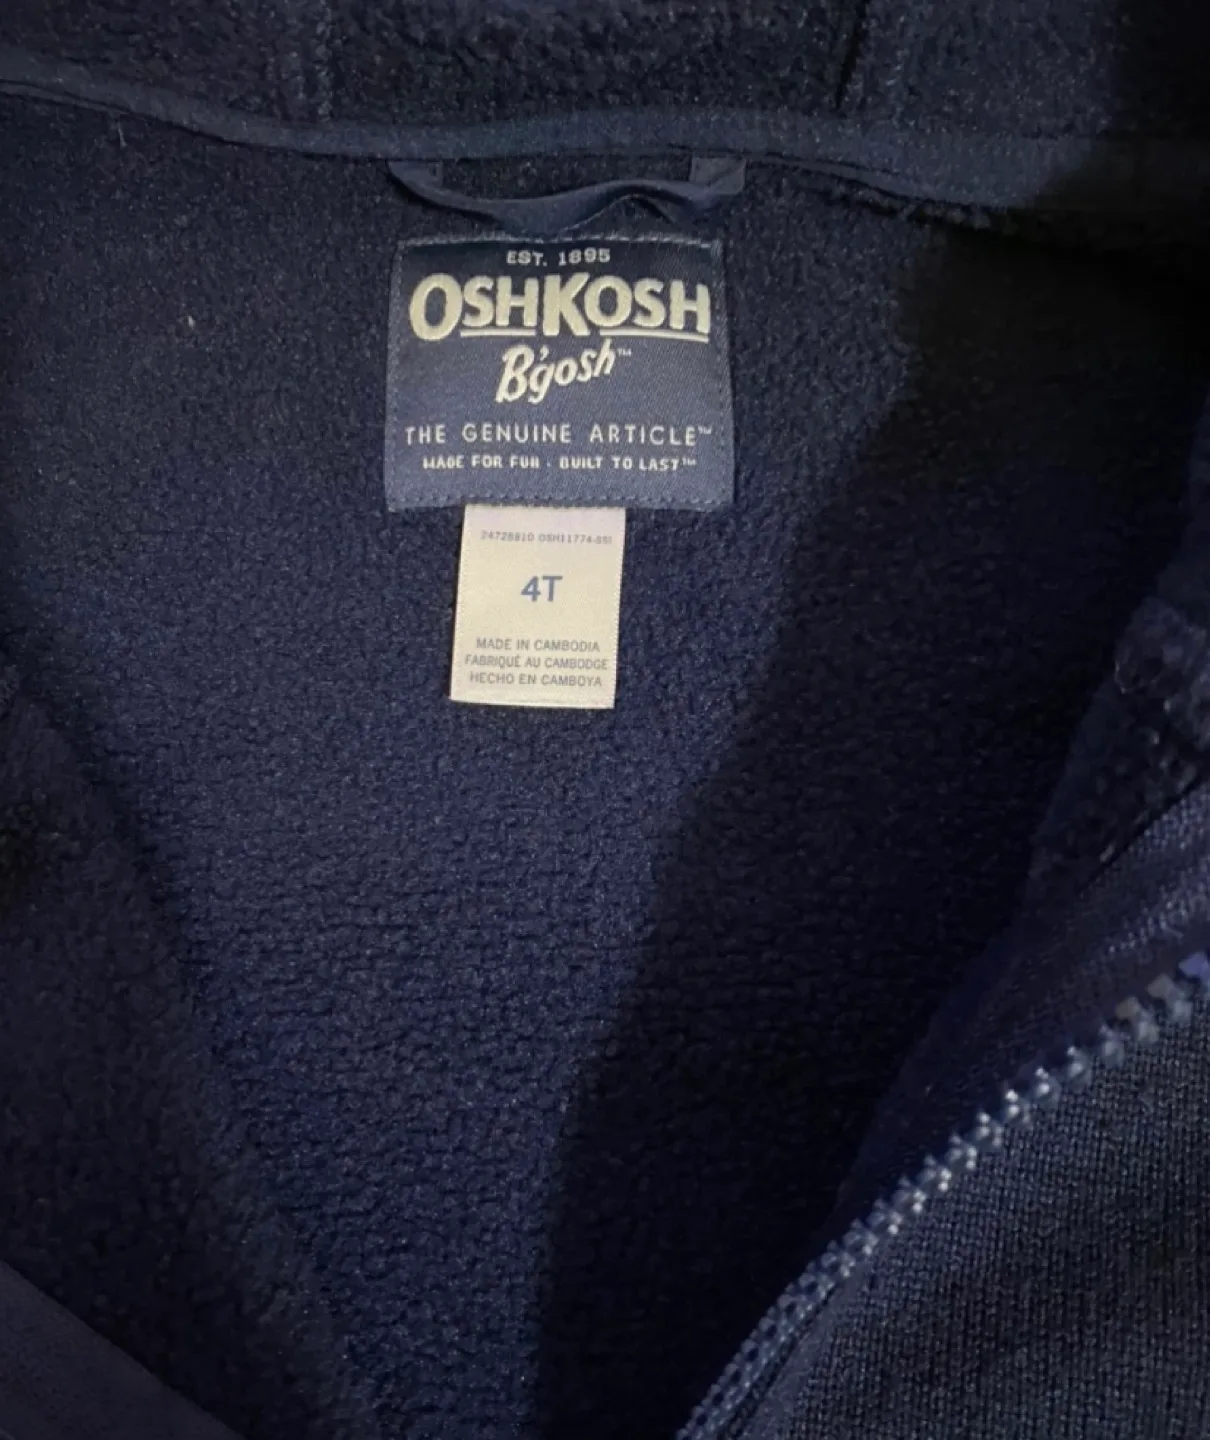 EST. 1895
OSHKOSH
B'gosh™
THE GENUINE ARTICLE™
MADE FOR FUN · BUILT TO LAST™
4T
MADE IN CAMBODIA
FABRIQUÉ AU CAMBODGE
HECHO EN CAMBOYA